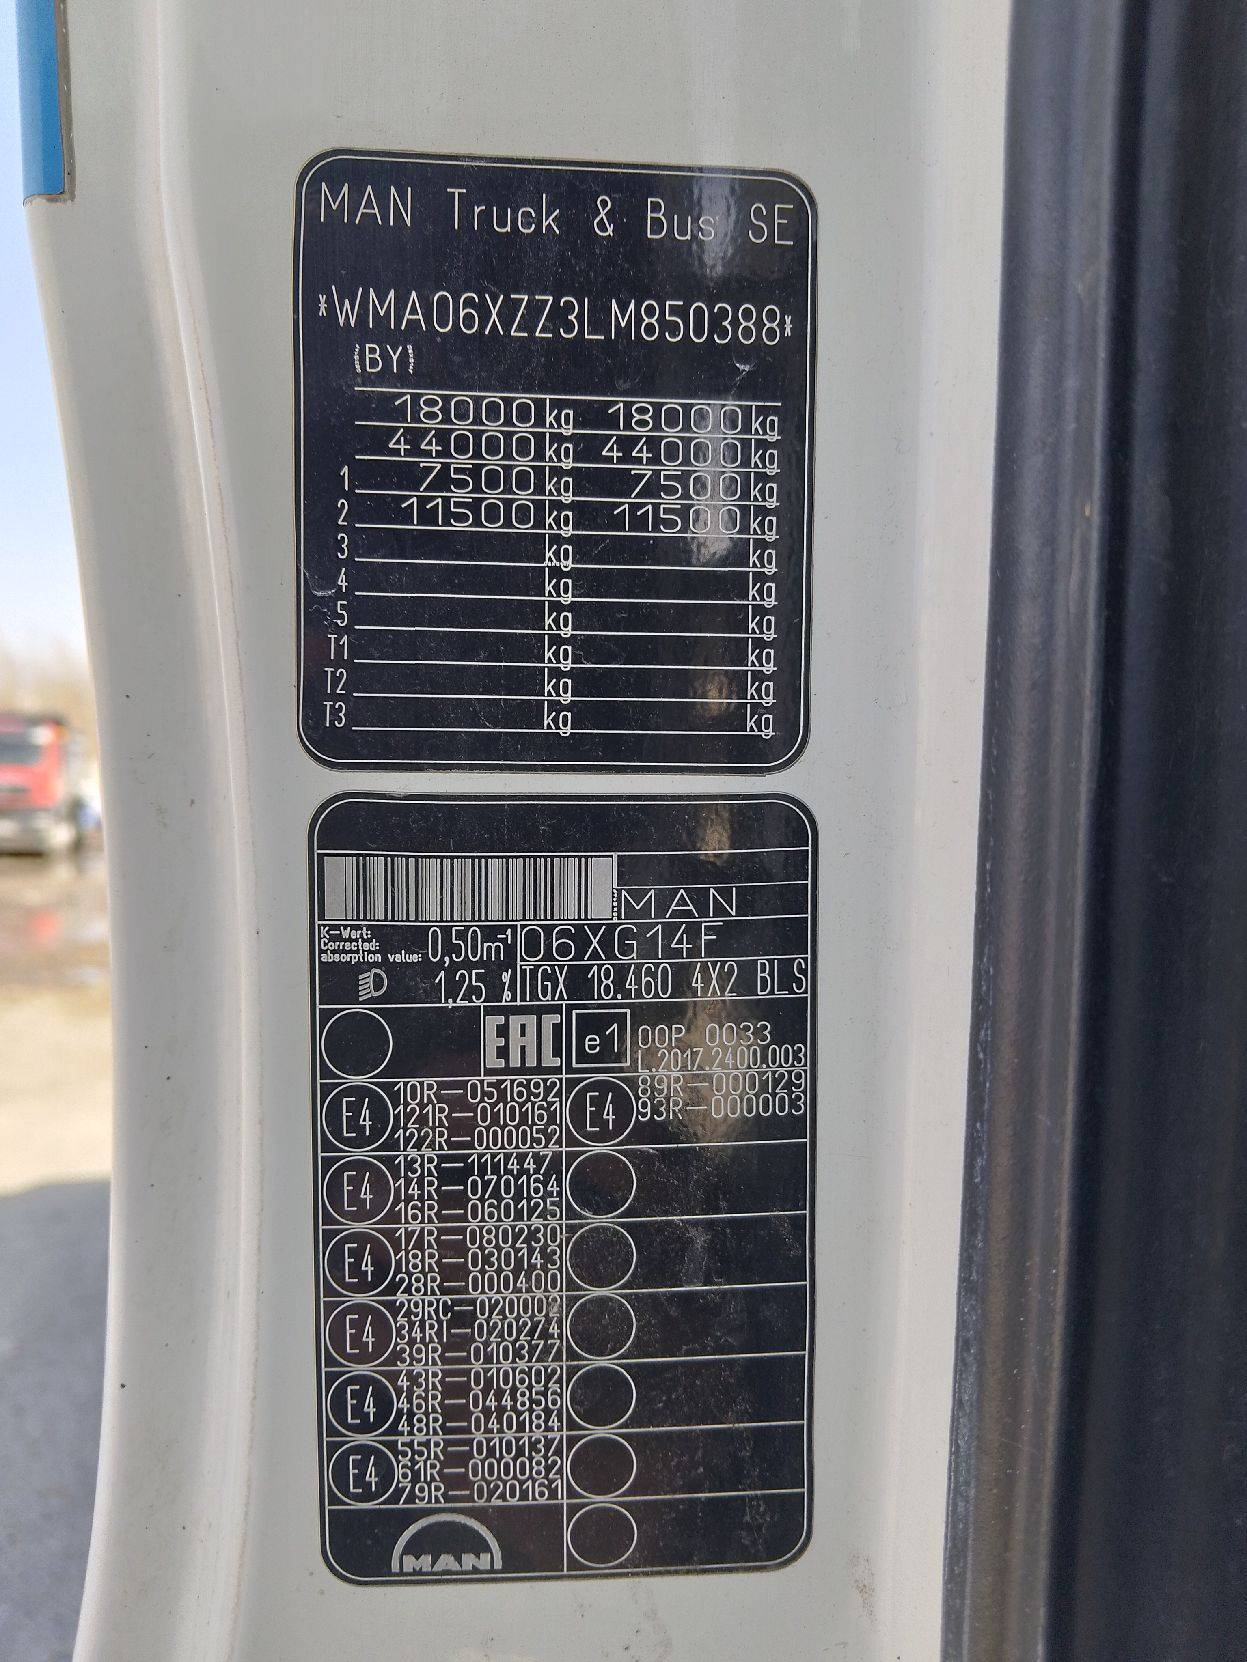 MAN Truck & Bus SE
*WMA06XZZ3LM850388*
BY
18000 kg 18000 kg
44000 kg 44000 kg
1 7500 kg 7500 kg
2 11500 kg 11500 kg
3 kg kg
4 kg kg
5 kg kg
T1 kg kg
T2 kg kg
T3 kg kg
MAN
K-Wert:
Corrected:
absorption value: 0,50m⁻¹ 06XG14F
1,25 % TGX 18.460 4X2 BLS
EAC e1 00P 0033
L.2017.2400.003
E4 10R-051692
121R-010161
122R-000052
E4 89R-000129
93R-000003
E4 13R-111447
14R-070164
16R-060125
E4 17R-080230
18R-030143
28R-000400
E4 29RC-020002
34RI-020274
39R-010377
E4 43R-010602
46R-044856
48R-040184
E4 55R-010137
61R-000082
79R-020161
MAN